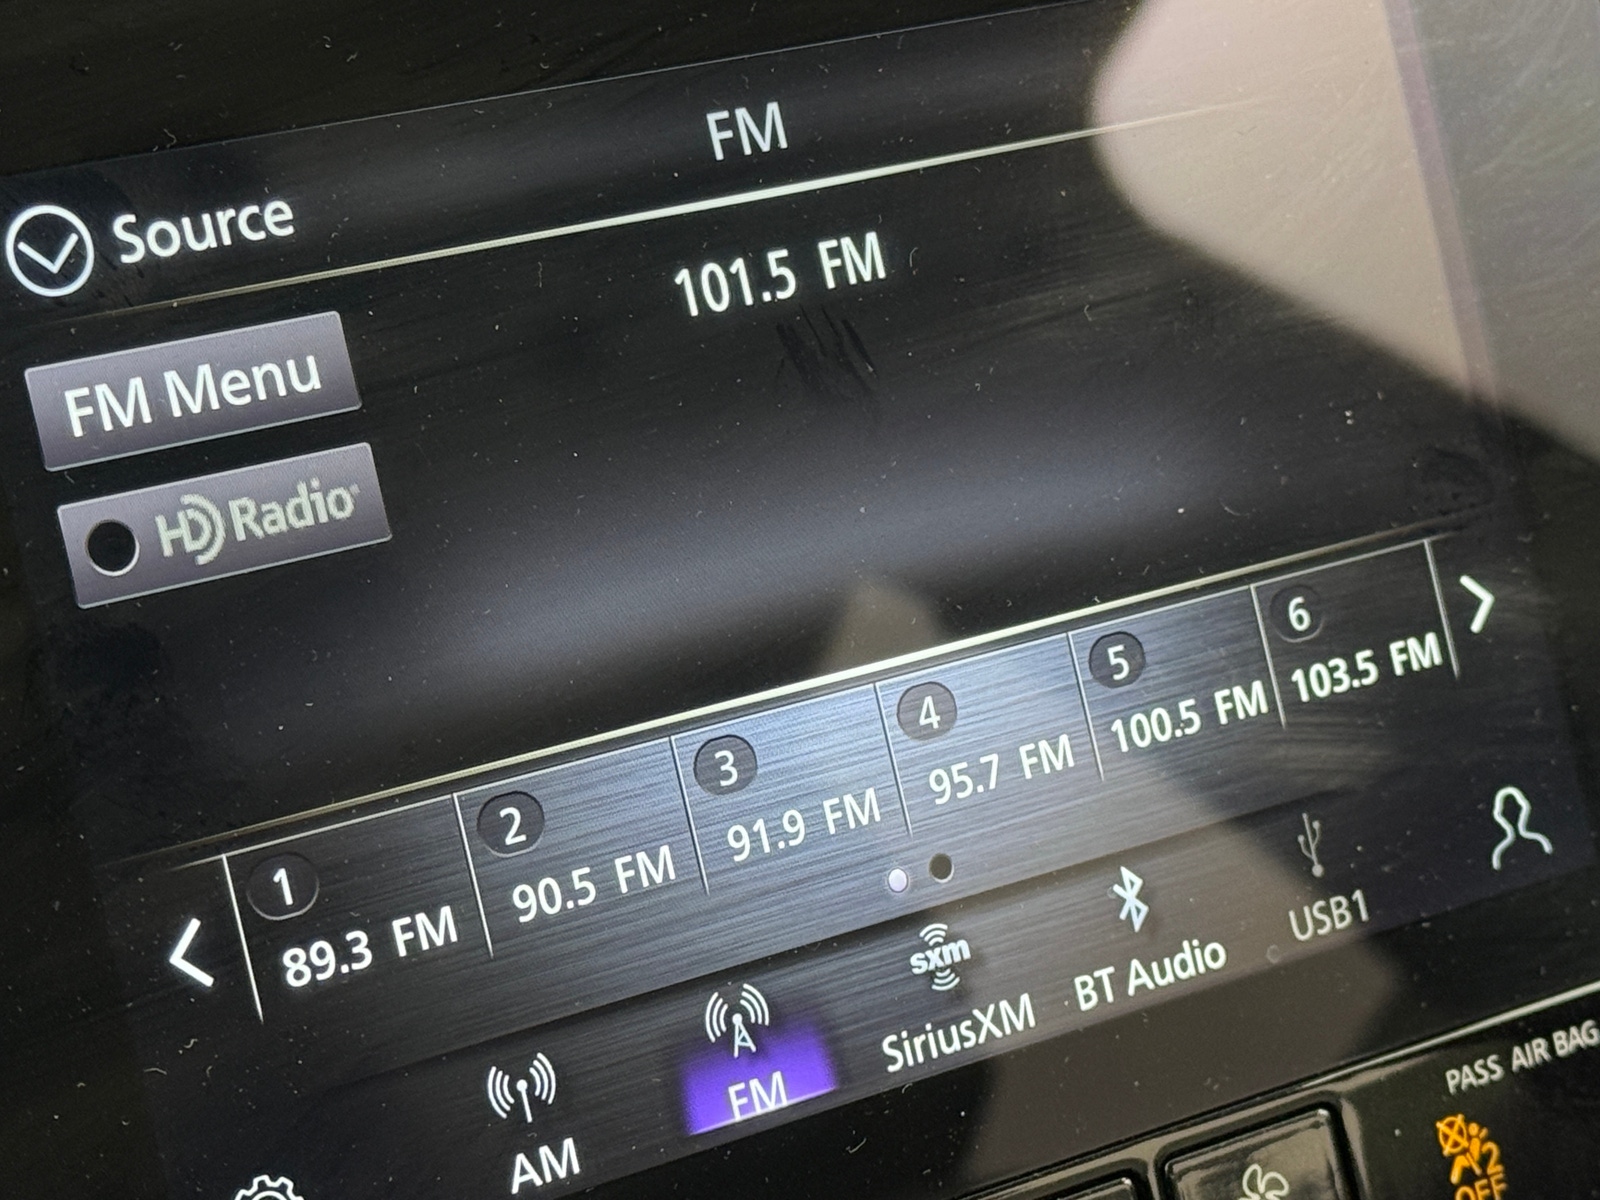 FM
Source
101.5 FM
FM Menu
HD Radio
1
89.3 FM
2
90.5 FM
3
91.9 FM
4
95.7 FM
5
100.5 FM
6
103.5 FM
AM
FM
sxm
SiriusXM
BT Audio
USB1
PASS AIR BAG
2
OFF